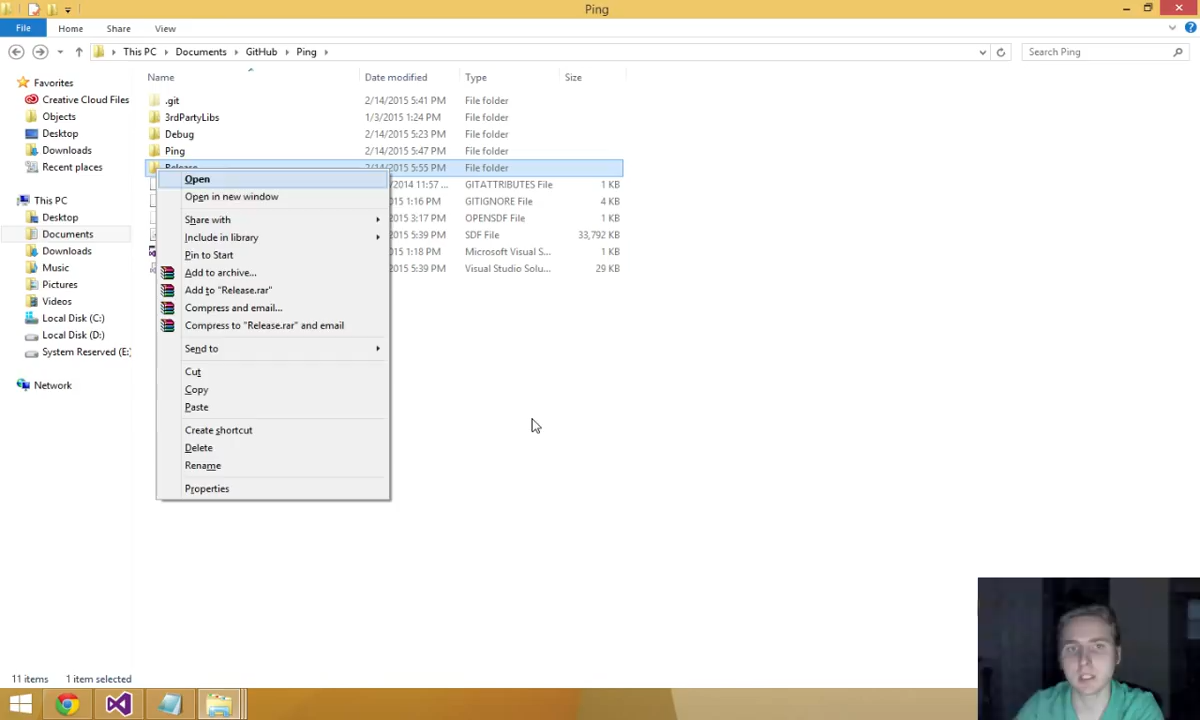 Ping
File Home Share View
This PC Documents GitHub Ping
Search Ping
Name Date modified Type Size
Favorites
Creative Cloud Files
Objects
Desktop
Downloads
Recent places
This PC
Desktop
Documents
Downloads
Music
Pictures
Videos
Local Disk (C:)
Local Disk (D:)
System Reserved (E:)
Network
.git 2/14/2015 5:41 PM File folder
3rdPartyLibs 1/3/2015 1:24 PM File folder
Debug 2/14/2015 5:23 PM File folder
Ping 2/14/2015 5:47 PM File folder
Release 2/14/2015 5:55 PM File folder
2014 11:57 ... GITATTRIBUTES File 1 KB
015 1:16 PM GITIGNORE File 4 KB
2015 3:17 PM OPENSDF File 1 KB
2015 5:39 PM SDF File 33,792 KB
015 1:18 PM Microsoft Visual S... 1 KB
2015 5:39 PM Visual Studio Solu... 29 KB
Open
Open in new window
Share with
Include in library
Pin to Start
Add to archive...
Add to "Release.rar"
Compress and email...
Compress to "Release.rar" and email
Send to
Cut
Copy
Paste
Create shortcut
Delete
Rename
Properties
11 items 1 item selected